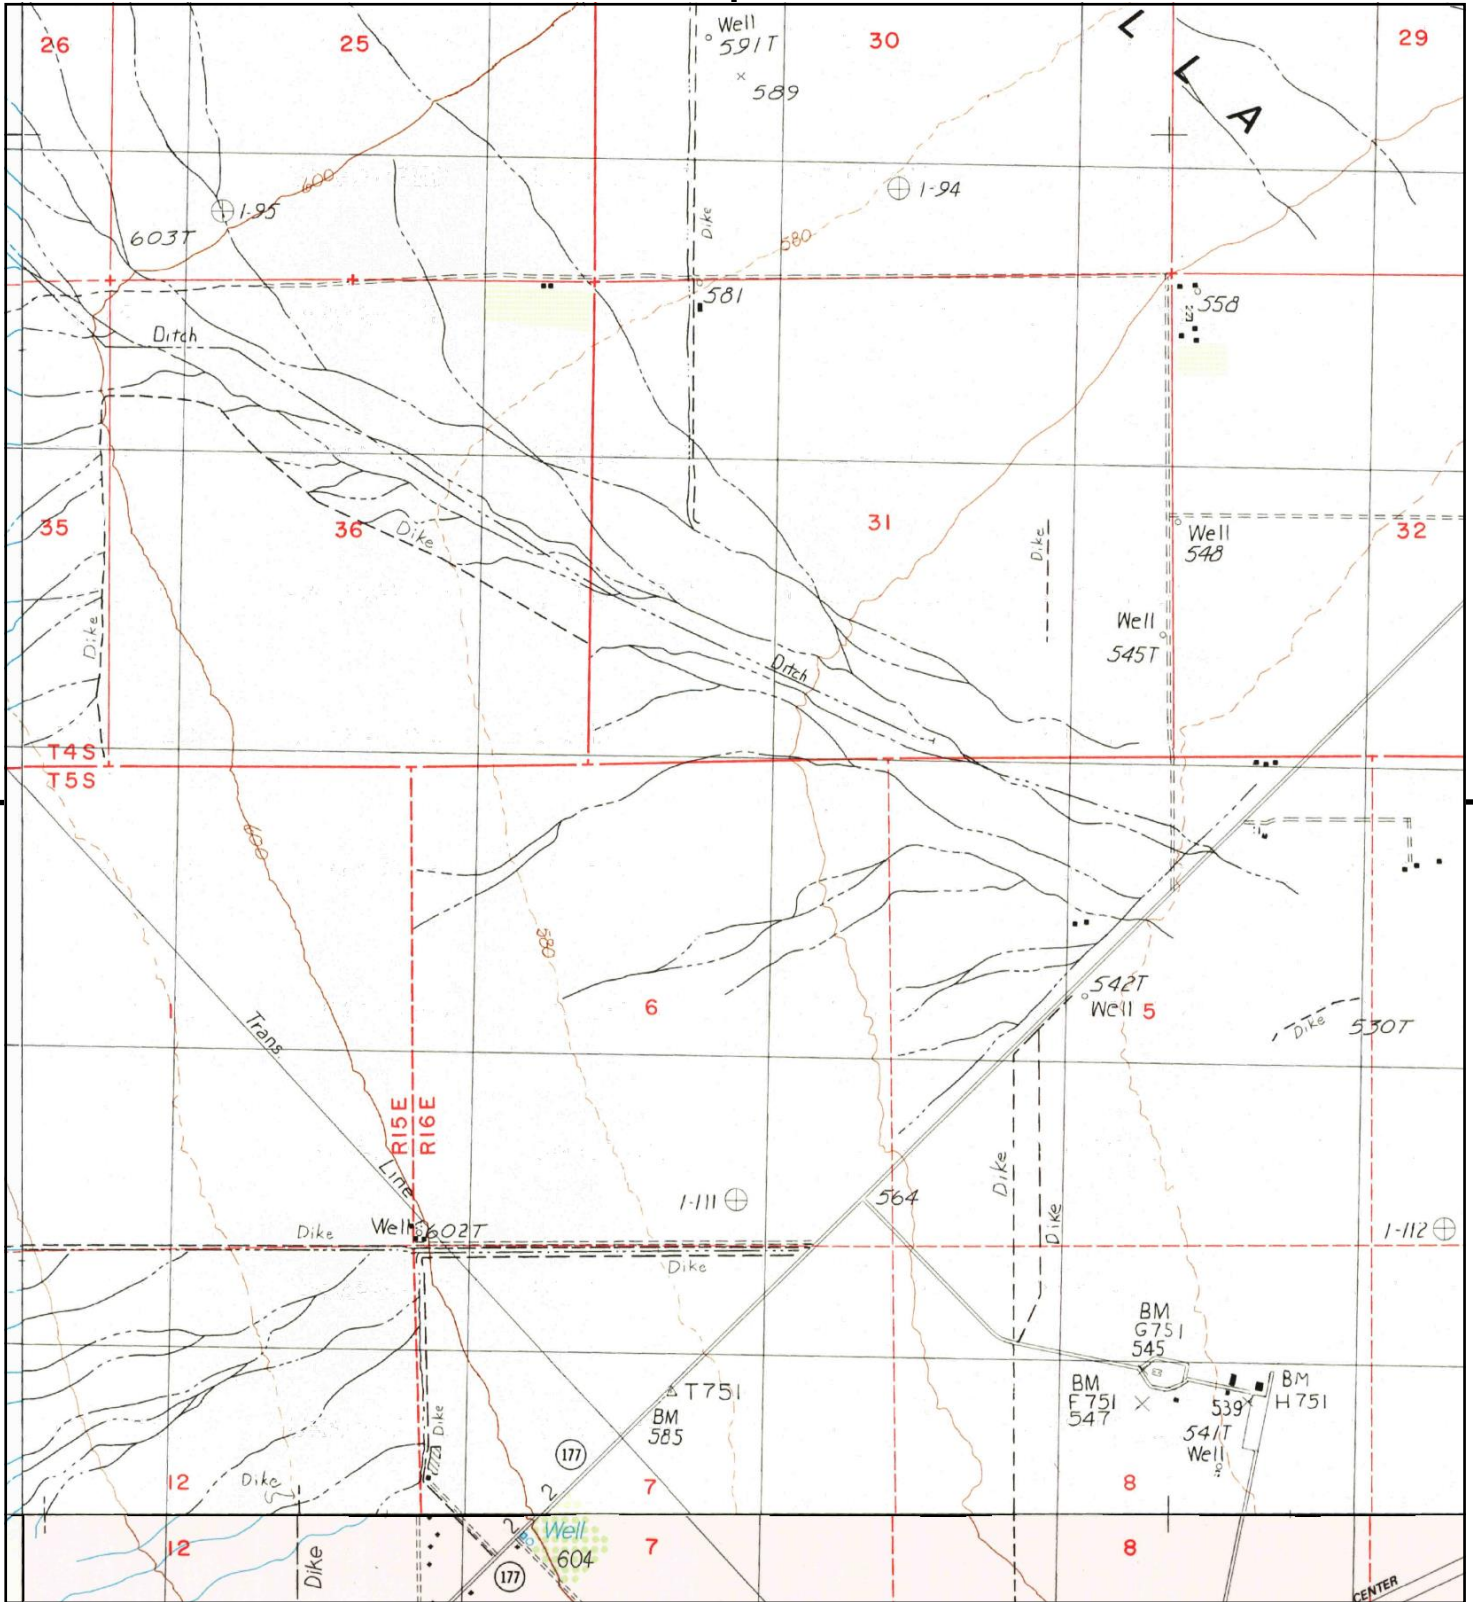 26
25
Well
591T
589
30
29
L
L
A
600
1-95
603T
1-94
Dike
580
581
558
Ditch
35
36
Dike
31
Dike
Well
548
32
Dike
Well
545T
Ditch
T4S
T5S
600
580
1
6
542T
Well
5
Dike
530T
Trans.
Line
R15E
R16E
1-111
564
Dike
Dike
1-112
Dike
Well
602T
Dike
BM
G751
545
T751
BM
585
BM
F751
547
539
BM
H751
541T
Well
Dike
177
12
Dike
2
7
8
12
Dike
2
Well
604
177
7
8
CENTER